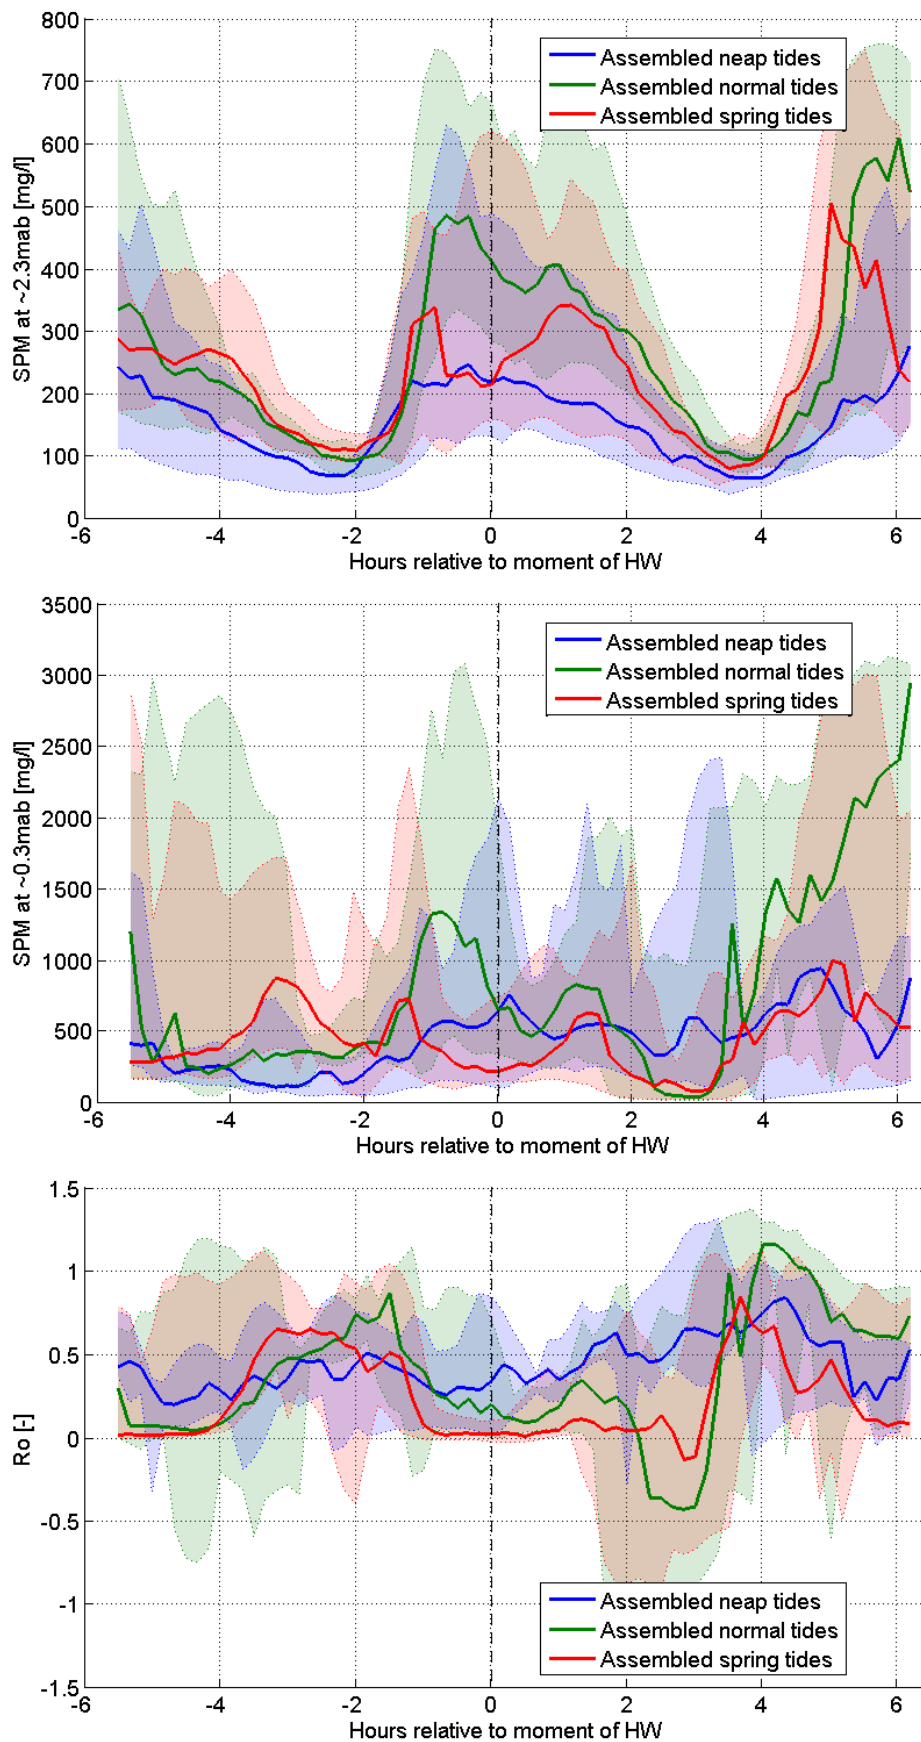 800
700
600
500
400
300
200
100
0
SPM at ~2.3mab [mg/l]
Assembled neap tides
Assembled normal tides
Assembled spring tides
-6 -4 -2 0 2 4 6
Hours relative to moment of HW
3500
3000
2500
2000
1500
1000
500
0
SPM at ~0.3mab [mg/l]
Assembled neap tides
Assembled normal tides
Assembled spring tides
-6 -4 -2 0 2 4 6
Hours relative to moment of HW
1.5
1
0.5
0
-0.5
-1
-1.5
Ro [-]
Assembled neap tides
Assembled normal tides
Assembled spring tides
-6 -4 -2 0 2 4 6
Hours relative to moment of HW